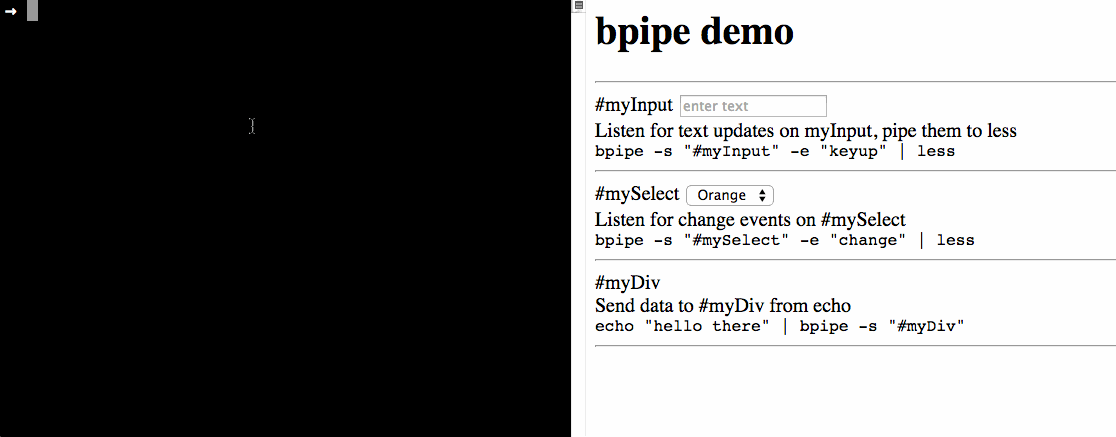 →
bpipe demo
#myInput enter text
Listen for text updates on myInput, pipe them to less
bpipe -s "#myInput" -e "keyup" | less
#mySelect Orange
Listen for change events on #mySelect
bpipe -s "#mySelect" -e "change" | less
#myDiv
Send data to #myDiv from echo
echo "hello there" | bpipe -s "#myDiv"